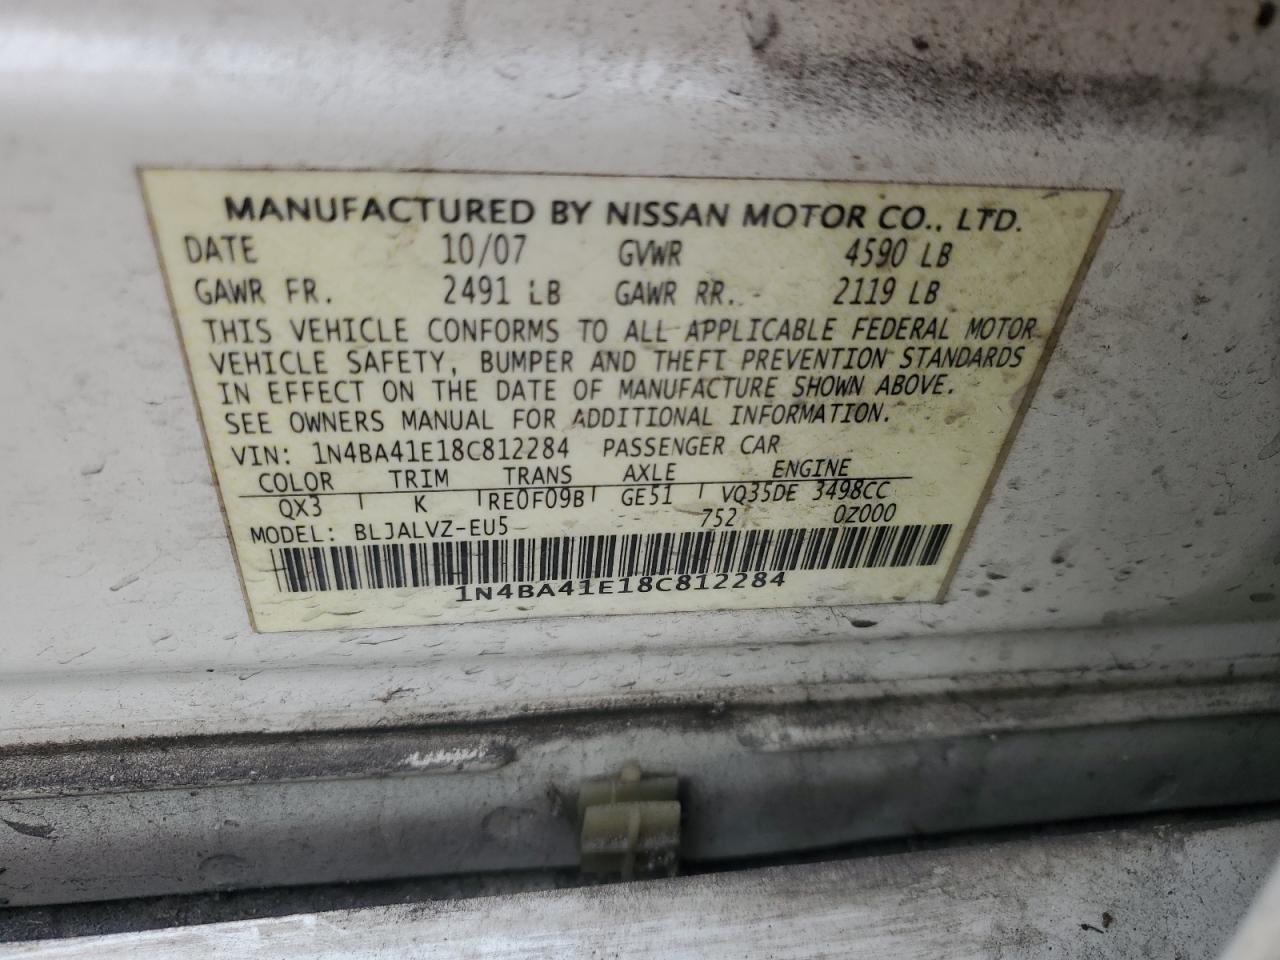 MANUFACTURED BY NISSAN MOTOR CO., LTD.
DATE 10/07 GVWR 4590 LB
GAWR FR. 2491 LB GAWR RR. 2119 LB
THIS VEHICLE CONFORMS TO ALL APPLICABLE FEDERAL MOTOR
VEHICLE SAFETY, BUMPER AND THEFT PREVENTION STANDARDS
IN EFFECT ON THE DATE OF MANUFACTURE SHOWN ABOVE.
SEE OWNERS MANUAL FOR ADDITIONAL INFORMATION.
VIN: 1N4BA41E18C812284 PASSENGER CAR
COLOR TRIM TRANS AXLE ENGINE
QX3 K RE0F09B GE51 VQ35DE 3498CC
MODEL: BLJALVZ-EU5 752 0Z000
1N4BA41E18C812284